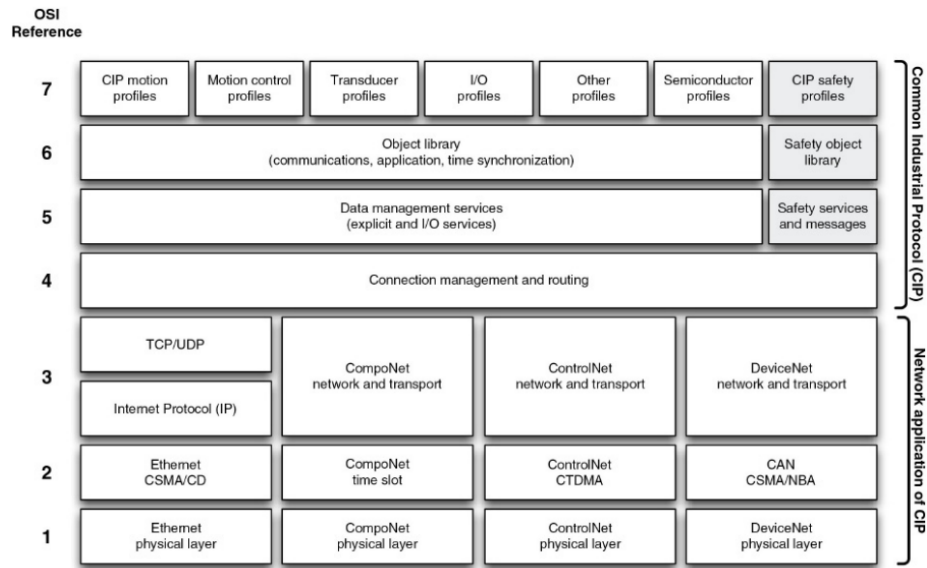 OSI
Reference
7
CIP motion
profiles
Motion control
profiles
Transducer
profiles
I/O
profiles
Other
profiles
Semiconductor
profiles
CIP safety
profiles
6
Object library
(communications, application, time synchronization)
Safety object
library
5
Data management services
(explicit and I/O services)
Safety services
and messages
4
Connection management and routing
Common Industrial Protocol (CIP)
3
TCP/UDP
Internet Protocol (IP)
CompoNet
network and transport
ControlNet
network and transport
DeviceNet
network and transport
2
Ethernet
CSMA/CD
CompoNet
time slot
ControlNet
CTDMA
CAN
CSMA/NBA
1
Ethernet
physical layer
CompoNet
physical layer
ControlNet
physical layer
DeviceNet
physical layer
Network application of CIP